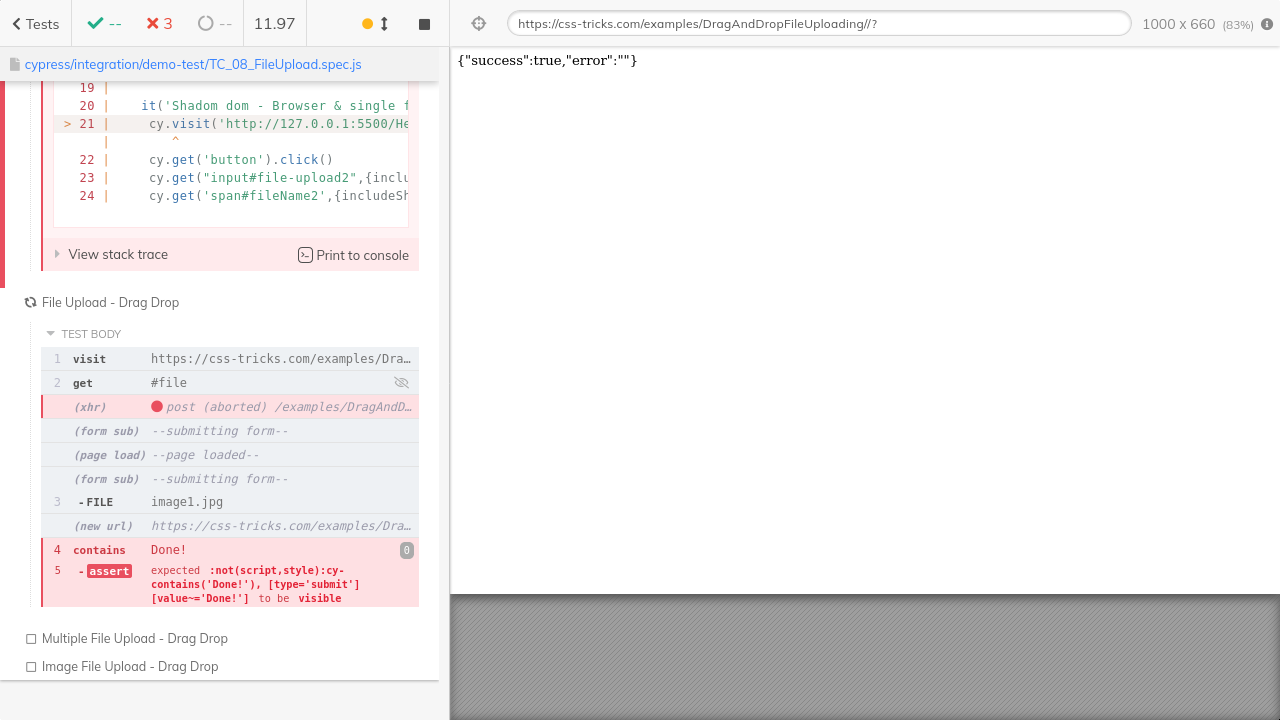 Tests -- 3 -- 11.97
https://css-tricks.com/examples/DragAndDropFileUploading//? 1000 x 660 (83%)
cypress/integration/demo-test/TC_08_FileUpload.spec.js
{"success":true,"error":""}
19 |
20 | it('Shadom dom - Browser & single f
> 21 | cy.visit('http://127.0.0.1:5500/He
| ^
22 | cy.get('button').click()
23 | cy.get("input#file-upload2",{inclu
24 | cy.get('span#fileName2',{includeSh
View stack trace Print to console
File Upload - Drag Drop
TEST BODY
1 visit https://css-tricks.com/examples/Dra…
2 get #file
(xhr) post (aborted) /examples/DragAndD…
(form sub) --submitting form--
(page load) --page loaded--
(form sub) --submitting form--
3 -FILE image1.jpg
(new url) https://css-tricks.com/examples/Dra…
4 contains Done! 0
5 -assert expected :not(script,style):cy-
contains('Done!'), [type='submit']
[value~='Done!'] to be visible
Multiple File Upload - Drag Drop
Image File Upload - Drag Drop